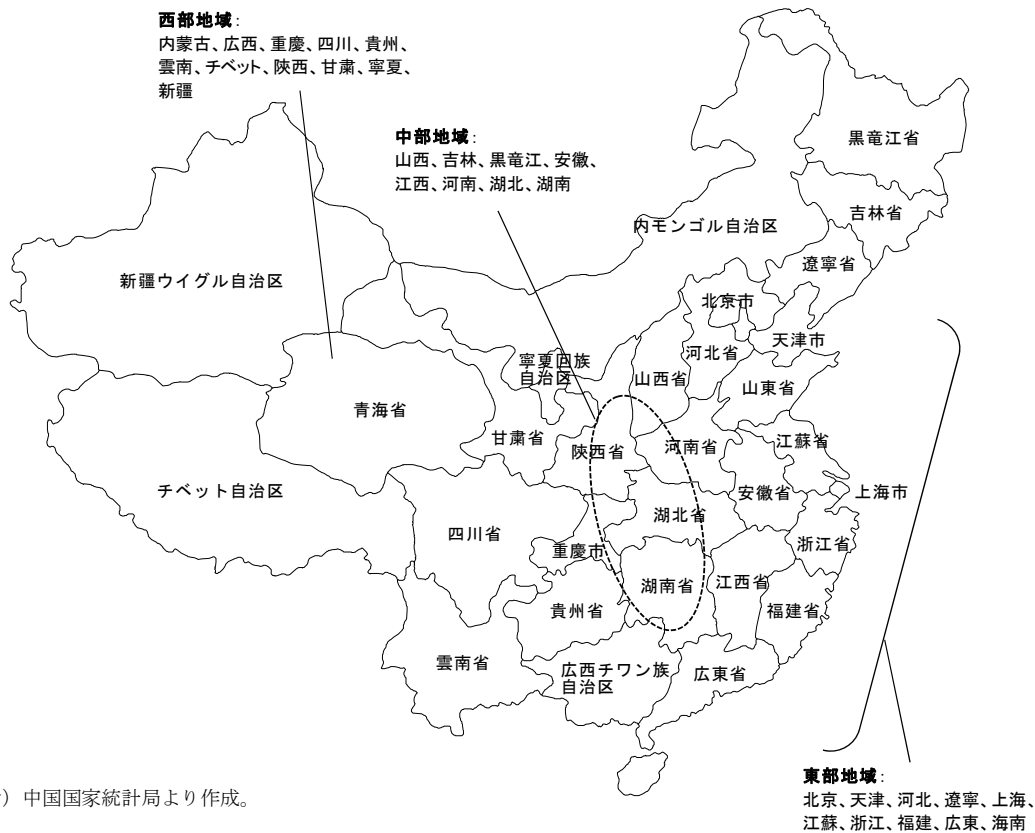 西部地域：
内蒙古、広西、重慶、四川、貴州、
雲南、チベット、陝西、甘粛、寧夏、
新疆
中部地域：
山西、吉林、黒竜江、安徽、
江西、河南、湖北、湖南
黒竜江省
吉林省
内モンゴル自治区
遼寧省
新疆ウイグル自治区
北京市
天津市
河北省
寧夏回族
自治区
山西省
山東省
青海省
甘粛省
陝西省
河南省
江蘇省
チベット自治区
安徽省
上海市
四川省
湖北省
重慶市
浙江省
湖南省
江西省
貴州省
福建省
雲南省
広西チワン族
自治区
広東省
東部地域：
北京、天津、河北、遼寧、上海、
江蘇、浙江、福建、広東、海南
）中国国家統計局より作成。